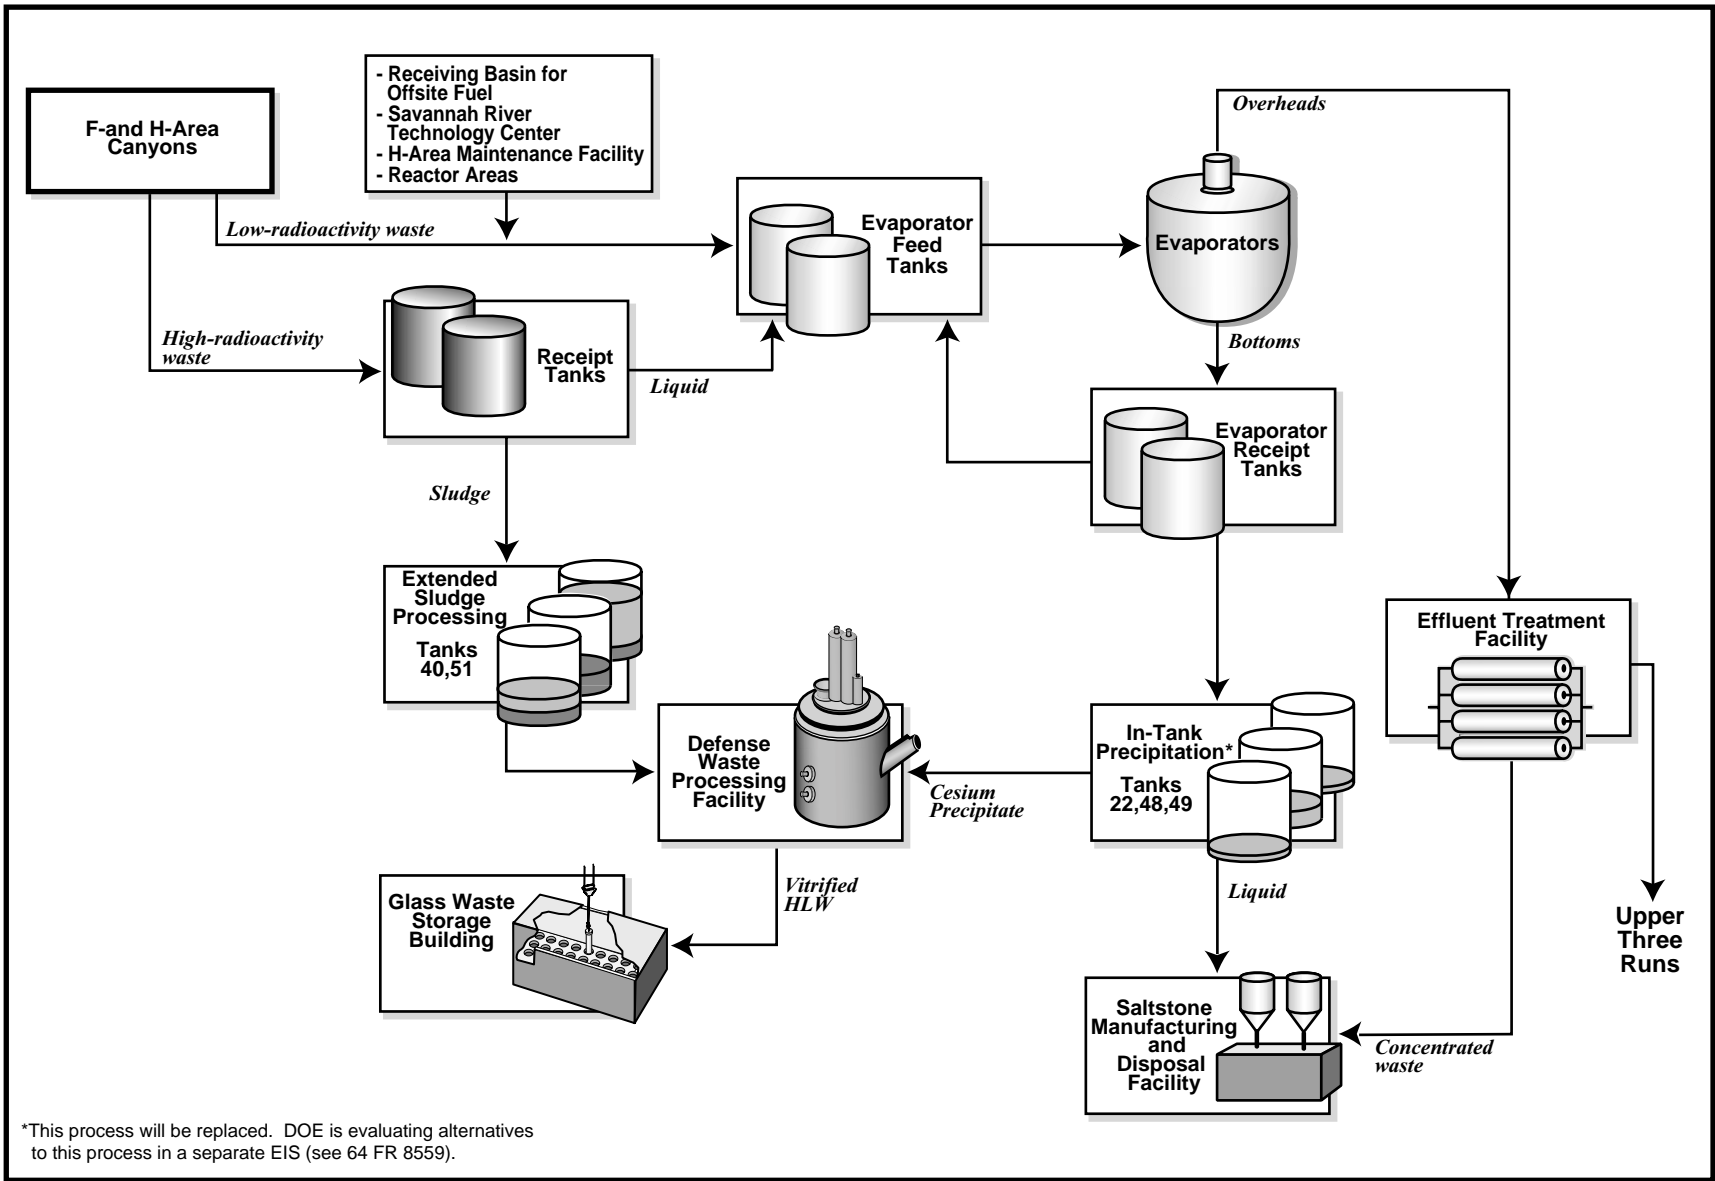 - Receiving Basin for
Offsite Fuel
- Savannah River
Technology Center
- H-Area Maintenance Facility
- Reactor Areas
F-and H-Area
Canyons
Overheads
Low-radioactivity waste
Evaporator
Feed
Tanks
Evaporators
High-radioactivity
waste
Receipt
Tanks
Liquid
Bottoms
Evaporator
Receipt
Tanks
Sludge
Extended
Sludge
Processing
Tanks
40,51
Effluent Treatment
Facility
Defense
Waste
Processing
Facility
Cesium
Precipitate
In-Tank
Precipitation*
Tanks
22,48,49
Vitrified
HLW
Liquid
Glass Waste
Storage
Building
Upper
Three
Runs
Saltstone
Manufacturing
and
Disposal
Facility
Concentrated
waste
*This process will be replaced.  DOE is evaluating alternatives
to this process in a separate EIS (see 64 FR 8559).